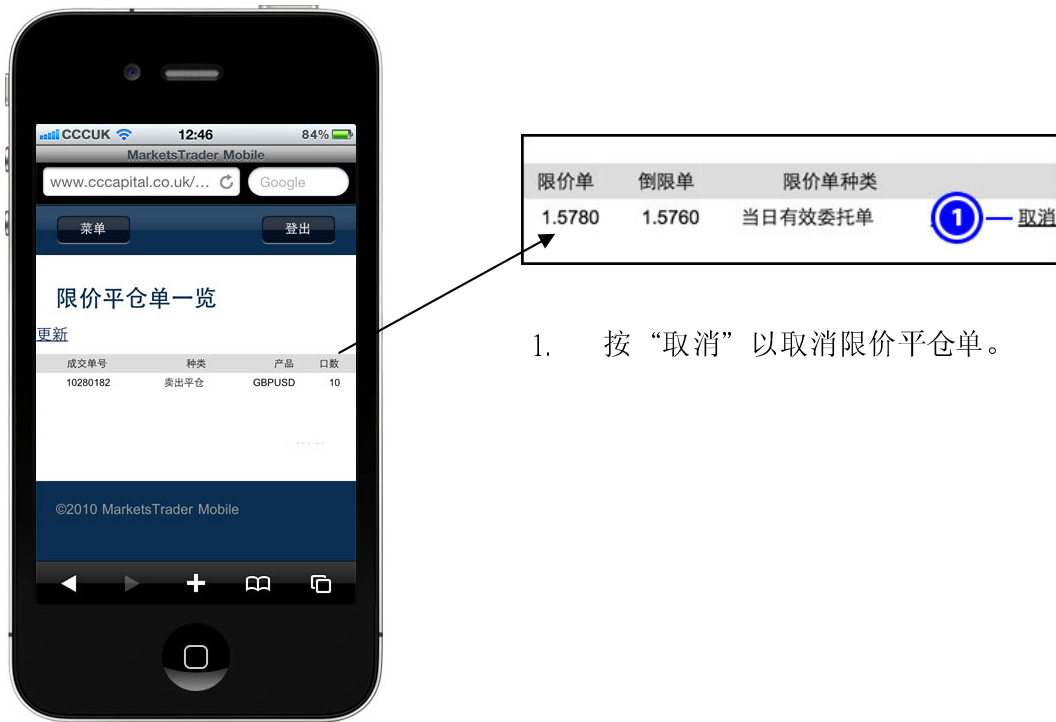 CCCUK 12:46 84%
MarketsTrader Mobile
www.cccapital.co.uk/... Google
菜单 登出
限价平仓单一览
更新
成交单号 种类 产品 口数
10280182 卖出平仓 GBPUSD 10
©2010 MarketsTrader Mobile
限价单 倒限单 限价单种类
1.5780 1.5760 当日有效委托单 1 取消
1. 按“取消”以取消限价平仓单。